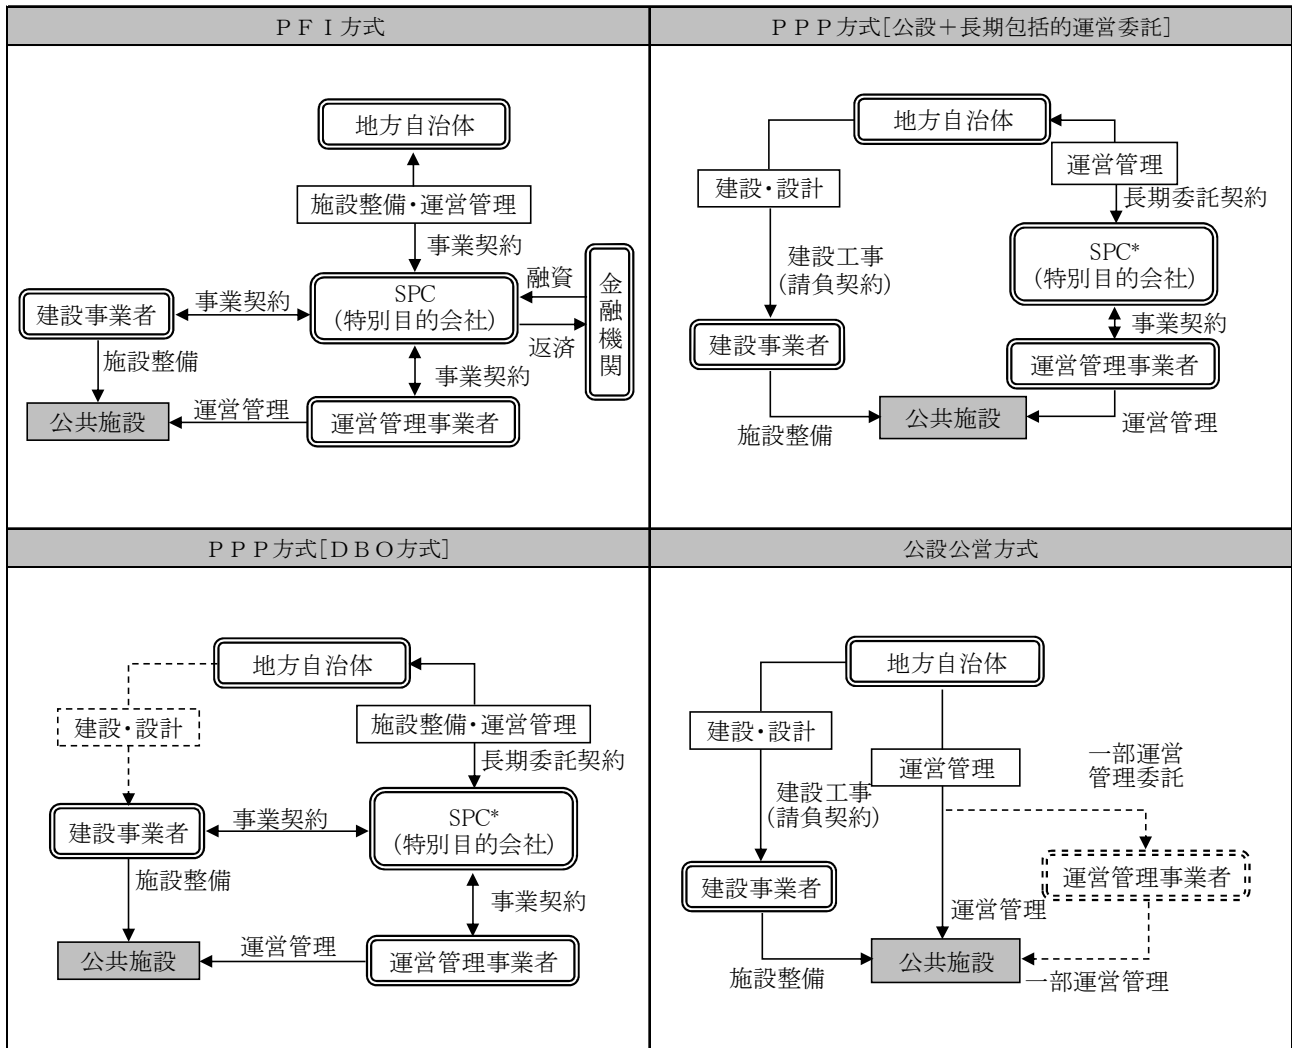 ＰＦＩ方式
地方自治体
施設整備・運営管理
事業契約
融資
金融機関
SPC
(特別目的会社)
返済
事業契約
建設事業者
施設整備
事業契約
公共施設
運営管理
運営管理事業者
ＰＰＰ方式[公設＋長期包括的運営委託]
地方自治体
運営管理
建設・設計
長期委託契約
建設工事
(請負契約)
SPC*
(特別目的会社)
事業契約
建設事業者
運営管理事業者
公共施設
施設整備
運営管理
ＰＰＰ方式[ＤＢＯ方式]
地方自治体
建設・設計
施設整備・運営管理
長期委託契約
建設事業者
事業契約
SPC*
(特別目的会社)
施設整備
事業契約
公共施設
運営管理
運営管理事業者
公設公営方式
地方自治体
建設・設計
運営管理
一部運営
管理委託
建設工事
(請負契約)
建設事業者
運営管理事業者
運営管理
公共施設
施設整備
一部運営管理